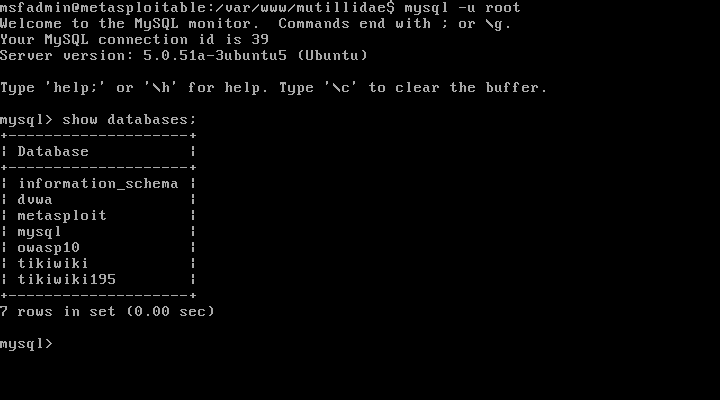 msfadmin@metasploitable:/var/www/mutillidae$ mysql -u root
Welcome to the MySQL monitor.  Commands end with ; or \g.
Your MySQL connection id is 39
Server version: 5.0.51a-3ubuntu5 (Ubuntu)

Type 'help;' or '\h' for help. Type '\c' to clear the buffer.

mysql> show databases;
+--------------------+
| Database           |
+--------------------+
| information_schema |
| dvwa               |
| metasploit         |
| mysql              |
| owasp10            |
| tikiwiki           |
| tikiwiki195        |
+--------------------+
7 rows in set (0.00 sec)

mysql>